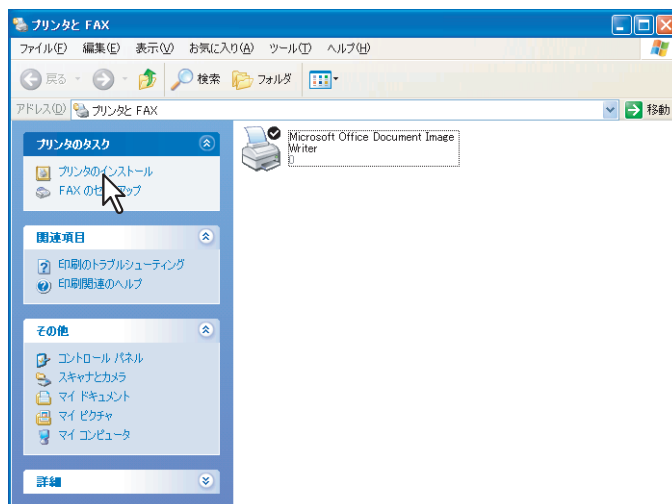 プリンタと FAX
ファイル(F) 編集(E) 表示(V) お気に入り(A) ツール(T) ヘルプ(H)
戻る 検索 フォルダ
アドレス(D) プリンタと FAX 移動
プリンタのタスク
プリンタのインストール
FAX のセ アップ
関連項目
印刷のトラブルシューティング
印刷関連のヘルプ
その他
コントロール パネル
スキャナとカメラ
マイ ドキュメント
マイ ピクチャ
マイ コンピュータ
詳細
Microsoft Office Document Image
Writer
0